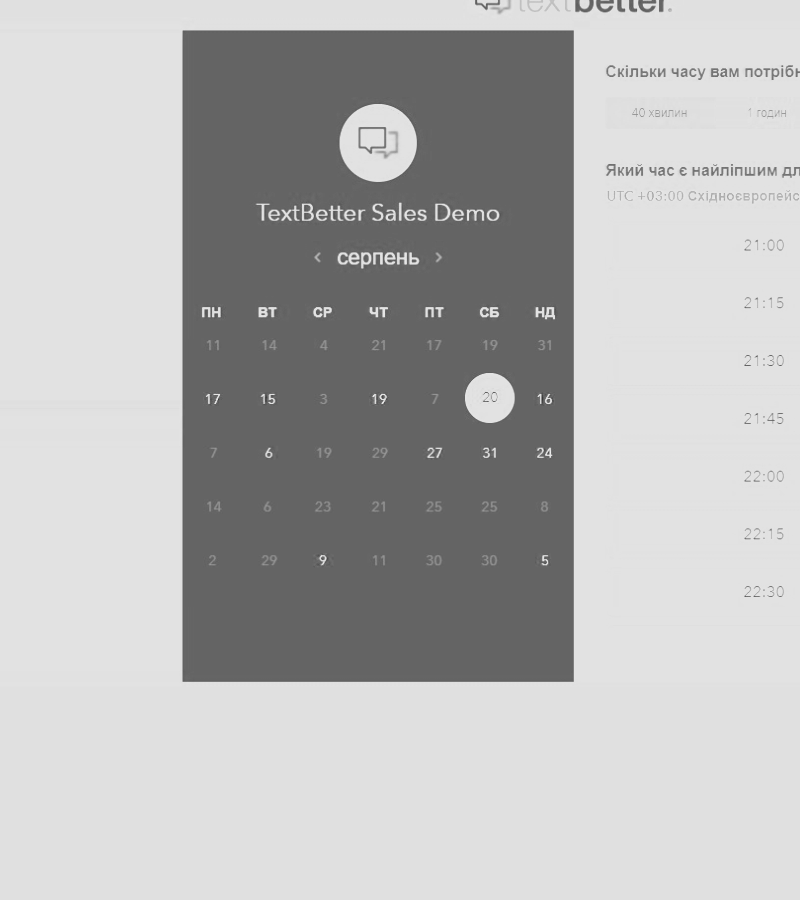 textbetter.
TextBetter Sales Demo
< серпень >
ПН ВТ СР ЧТ ПТ СБ НД
11 14 4 21 17 19 31
17 15 3 19 7 20 16
7 6 19 29 27 31 24
14 6 23 21 25 25 8
2 29 9 11 30 30 5
Скільки часу вам потрібн
40 хвилин 1 годин
Який час є найліпшим дл
UTC +03:00 Східноєвропейс
21:00
21:15
21:30
21:45
22:00
22:15
22:30